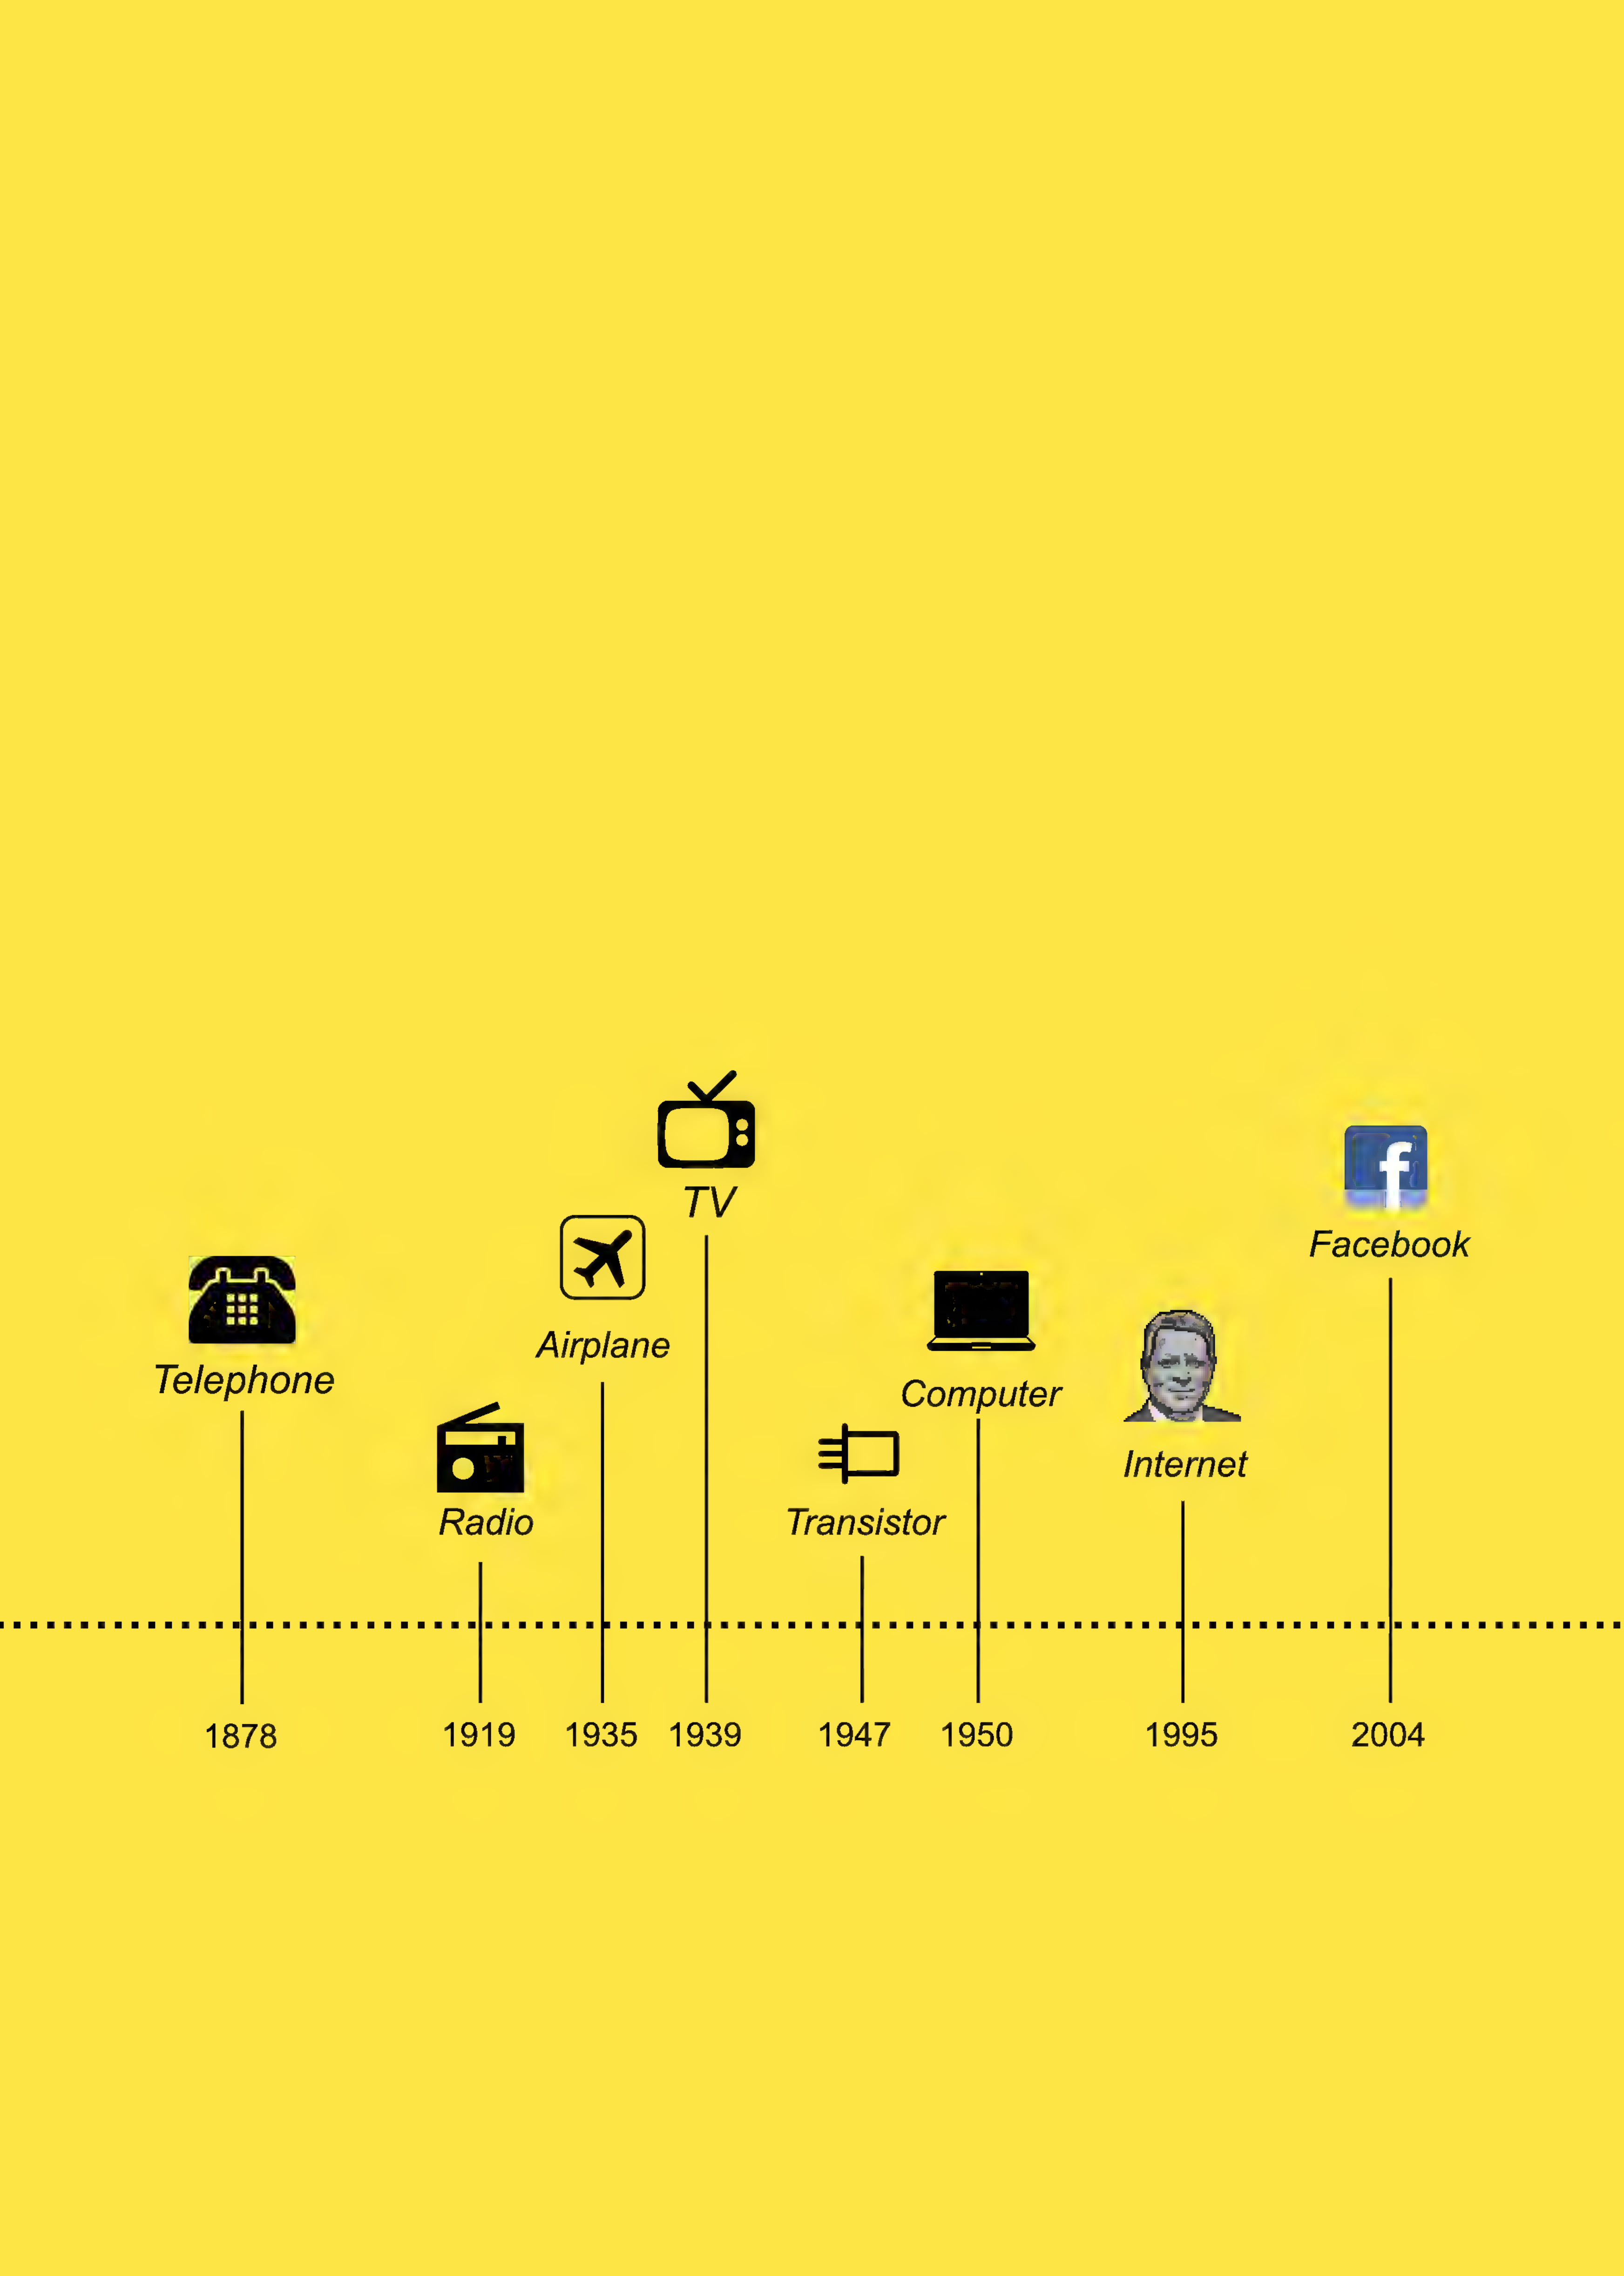 TV
Facebook
Airplane
Telephone
Computer
Internet
Radio
Transistor
1878 1919 1935 1939 1947 1950 1995 2004